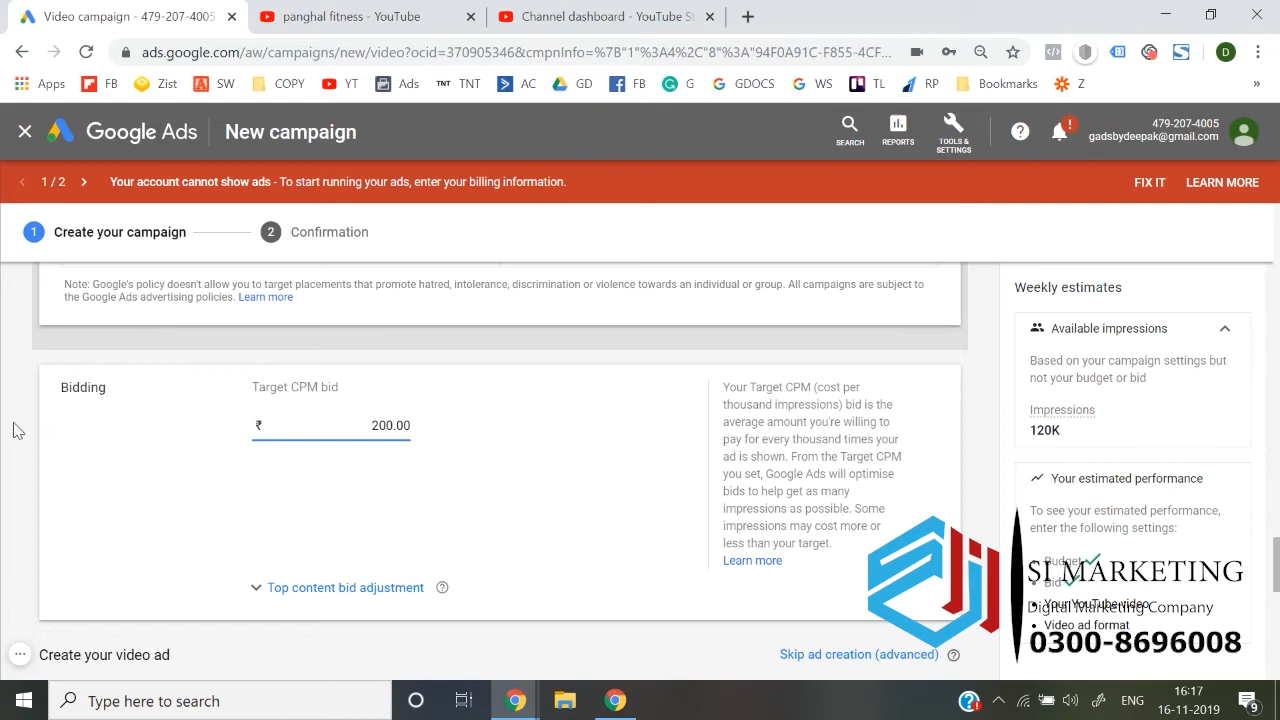 Video campaign - 479-207-4005
panghal fitness - YouTube
Channel dashboard - YouTube St
ads.google.com/aw/campaigns/new/video?ocid=370905346&cmpnInfo=%7B"1"%3A4%2C"8"%3A"94F0A91C-F855-4CF...
Apps FB Zist SW COPY YT Ads TNT TNT AC GD FB G GDOCS WS TL RP Bookmarks Z »
Google Ads New campaign
SEARCH REPORTS TOOLS & SETTINGS
479-207-4005
gadsbydeepak@gmail.com
1 / 2 Your account cannot show ads - To start running your ads, enter your billing information. FIX IT LEARN MORE
1 Create your campaign 2 Confirmation
Note: Google's policy doesn't allow you to target placements that promote hatred, intolerance, discrimination or violence towards an individual or group. All campaigns are subject to
the Google Ads advertising policies. Learn more
Bidding
Target CPM bid
₹ 200.00
Your Target CPM (cost per
thousand impressions) bid is the
average amount you're willing to
pay for every thousand times your
ad is shown. From the Target CPM
you set, Google Ads will optimise
bids to help get as many
impressions as possible. Some
impressions may cost more or
less than your target.
Learn more
Top content bid adjustment
Create your video ad
Skip ad creation (advanced)
Weekly estimates
Available impressions
Based on your campaign settings but
not your budget or bid
Impressions
120K
Your estimated performance
To see your estimated performance,
enter the following settings:
Budget
Bid
Your YouTube video
Video ad format
SJ MARKETING
Digital Marketing Company
0300-8696008
Type here to search
ENG
16:17
16-11-2019
9